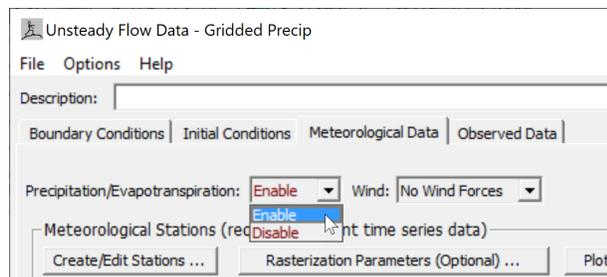 Unsteady Flow Data - Gridded Precip
File Options Help
Description:
Boundary Conditions Initial Conditions Meteorological Data Observed Data
Precipitation/Evapotranspiration: Enable Wind: No Wind Forces
Enable
Disable
Meteorological Stations (req nt time series data)
Create/Edit Stations ... Rasterization Parameters (Optional) ... Plot